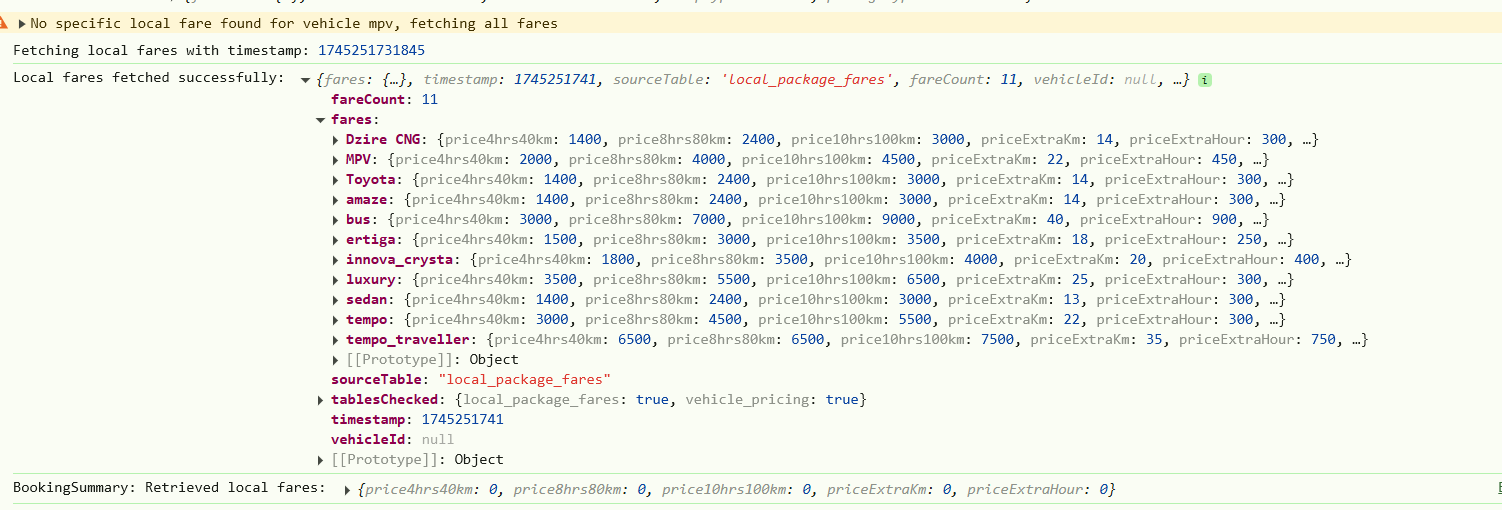 No specific local fare found for vehicle mpv, fetching all fares
Fetching local fares with timestamp: 1745251731845
Local fares fetched successfully: {fares: {…}, timestamp: 1745251741, sourceTable: 'local_package_fares', fareCount: 11, vehicleId: null, …} i
fareCount: 11
fares:
Dzire CNG: {price4hrs40km: 1400, price8hrs80km: 2400, price10hrs100km: 3000, priceExtraKm: 14, priceExtraHour: 300, …}
MPV: {price4hrs40km: 2000, price8hrs80km: 4000, price10hrs100km: 4500, priceExtraKm: 22, priceExtraHour: 450, …}
Toyota: {price4hrs40km: 1400, price8hrs80km: 2400, price10hrs100km: 3000, priceExtraKm: 14, priceExtraHour: 300, …}
amaze: {price4hrs40km: 1400, price8hrs80km: 2400, price10hrs100km: 3000, priceExtraKm: 14, priceExtraHour: 300, …}
bus: {price4hrs40km: 3000, price8hrs80km: 7000, price10hrs100km: 9000, priceExtraKm: 40, priceExtraHour: 900, …}
ertiga: {price4hrs40km: 1500, price8hrs80km: 3000, price10hrs100km: 3500, priceExtraKm: 18, priceExtraHour: 250, …}
innova_crysta: {price4hrs40km: 1800, price8hrs80km: 3500, price10hrs100km: 4000, priceExtraKm: 20, priceExtraHour: 400, …}
luxury: {price4hrs40km: 3500, price8hrs80km: 5500, price10hrs100km: 6500, priceExtraKm: 25, priceExtraHour: 300, …}
sedan: {price4hrs40km: 1400, price8hrs80km: 2400, price10hrs100km: 3000, priceExtraKm: 13, priceExtraHour: 300, …}
tempo: {price4hrs40km: 3000, price8hrs80km: 4500, price10hrs100km: 5500, priceExtraKm: 22, priceExtraHour: 300, …}
tempo_traveller: {price4hrs40km: 6500, price8hrs80km: 6500, price10hrs100km: 7500, priceExtraKm: 35, priceExtraHour: 750, …}
[[Prototype]]: Object
sourceTable: "local_package_fares"
tablesChecked: {local_package_fares: true, vehicle_pricing: true}
timestamp: 1745251741
vehicleId: null
[[Prototype]]: Object
BookingSummary: Retrieved local fares: {price4hrs40km: 0, price8hrs80km: 0, price10hrs100km: 0, priceExtraKm: 0, priceExtraHour: 0}